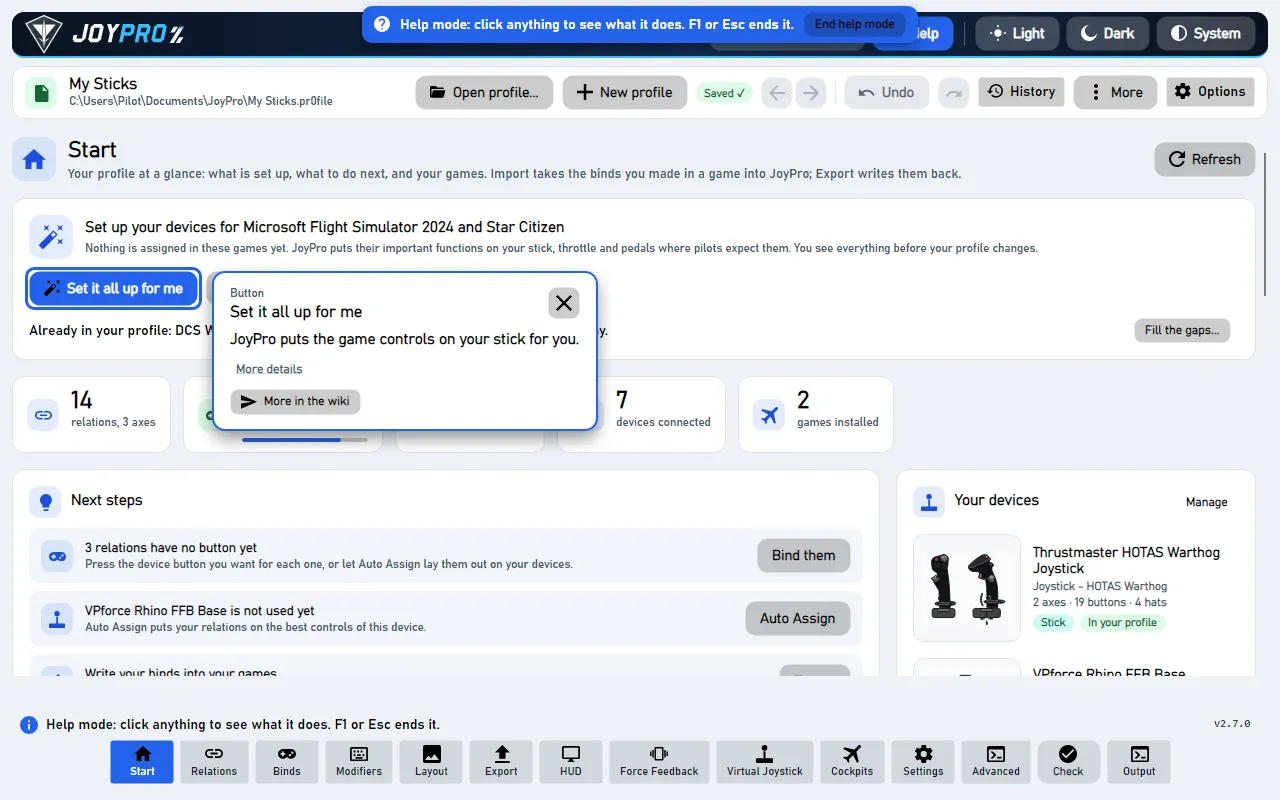 JOYPRO
Help mode: click anything to see what it does. F1 or Esc ends it.
End help mode
elp
Light
Dark
System
My Sticks
C:\Users\Pilot\Documents\JoyPro\My Sticks.pr0file
Open profile...
New profile
Saved ✓
Undo
History
More
Options
Start
Your profile at a glance: what is set up, what to do next, and your games. Import takes the binds you made in a game into JoyPro; Export writes them back.
Refresh
Set up your devices for Microsoft Flight Simulator 2024 and Star Citizen
Nothing is assigned in these games yet. JoyPro puts their important functions on your stick, throttle and pedals where pilots expect them. You see everything before your profile changes.
Set it all up for me
Button
Set it all up for me
JoyPro puts the game controls on your stick for you.
More details
More in the wiki
Already in your profile: DCS W
y.
Fill the gaps...
14
relations, 3 axes
7
devices connected
2
games installed
Next steps
3 relations have no button yet
Press the device button you want for each one, or let Auto Assign lay them out on your devices.
Bind them
VPforce Rhino FFB Base is not used yet
Auto Assign puts your relations on the best controls of this device.
Auto Assign
Write your binds into your games
Your devices
Manage
Thrustmaster HOTAS Warthog
Joystick
Joystick - HOTAS Warthog
2 axes · 19 buttons · 4 hats
Stick
In your profile
VPforce Rhino FFB Base
Help mode: click anything to see what it does. F1 or Esc ends it.
v2.7.0
Start
Relations
Binds
Modifiers
Layout
Export
HUD
Force Feedback
Virtual Joystick
Cockpits
Settings
Advanced
Check
Output